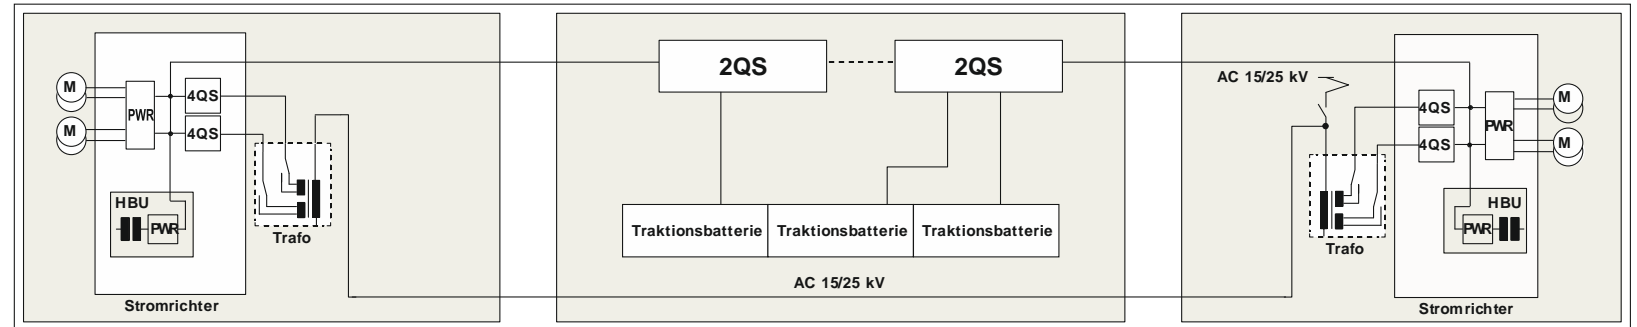 2QS
2QS
AC 15/25 kV
M
4QS
4QS
M
PWR
PWR
M
4QS
4QS
M
HBU
HBU
PWR
PWR
Traktionsbatterie
Traktionsbatterie
Traktionsbatterie
Trafo
Trafo
AC 15/25 kV
Stromrichter
Stromrichter